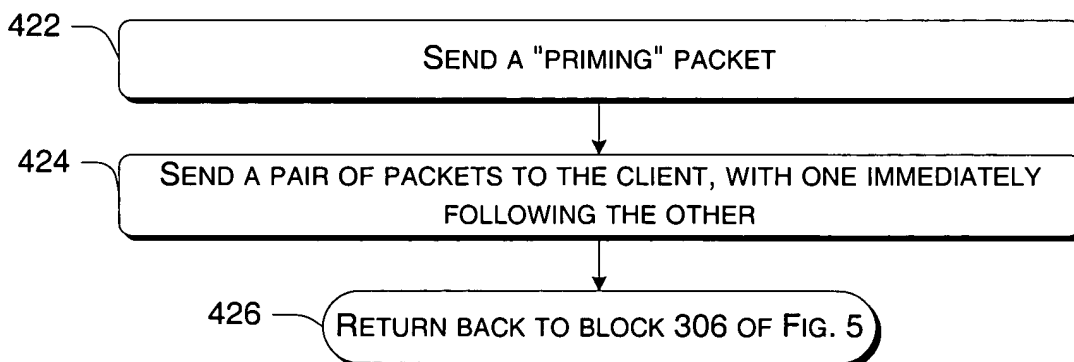 422
SEND A "PRIMING" PACKET
424
SEND A PAIR OF PACKETS TO THE CLIENT, WITH ONE IMMEDIATELY
FOLLOWING THE OTHER
426
RETURN BACK TO BLOCK 306 OF FIG. 5